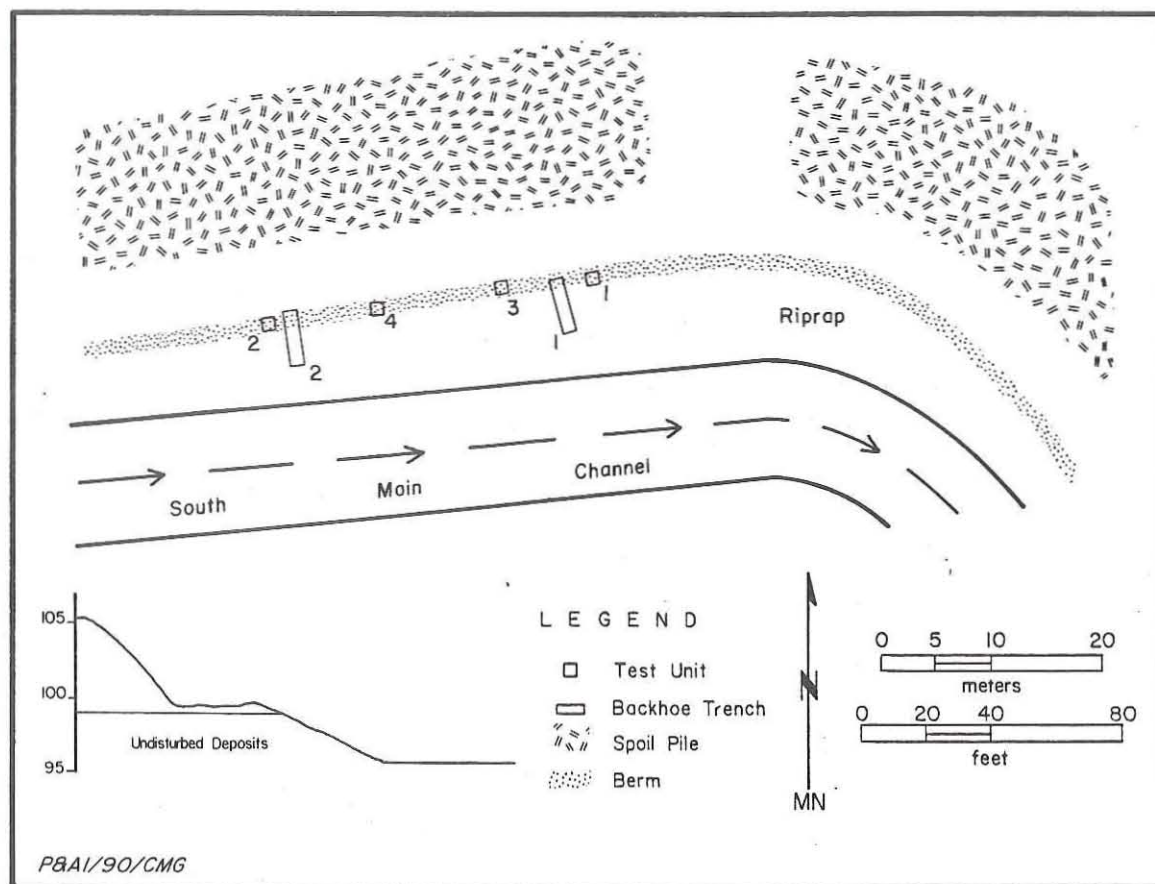 1
3
4
2
1
2
Riprap
South Main Channel
105
100
95
Undisturbed Deposits
LEGEND
Test Unit
Backhoe Trench
Spoil Pile
Berm
N
MN
0 5 10 20
meters
0 20 40 80
feet
P&AI/90/CMG